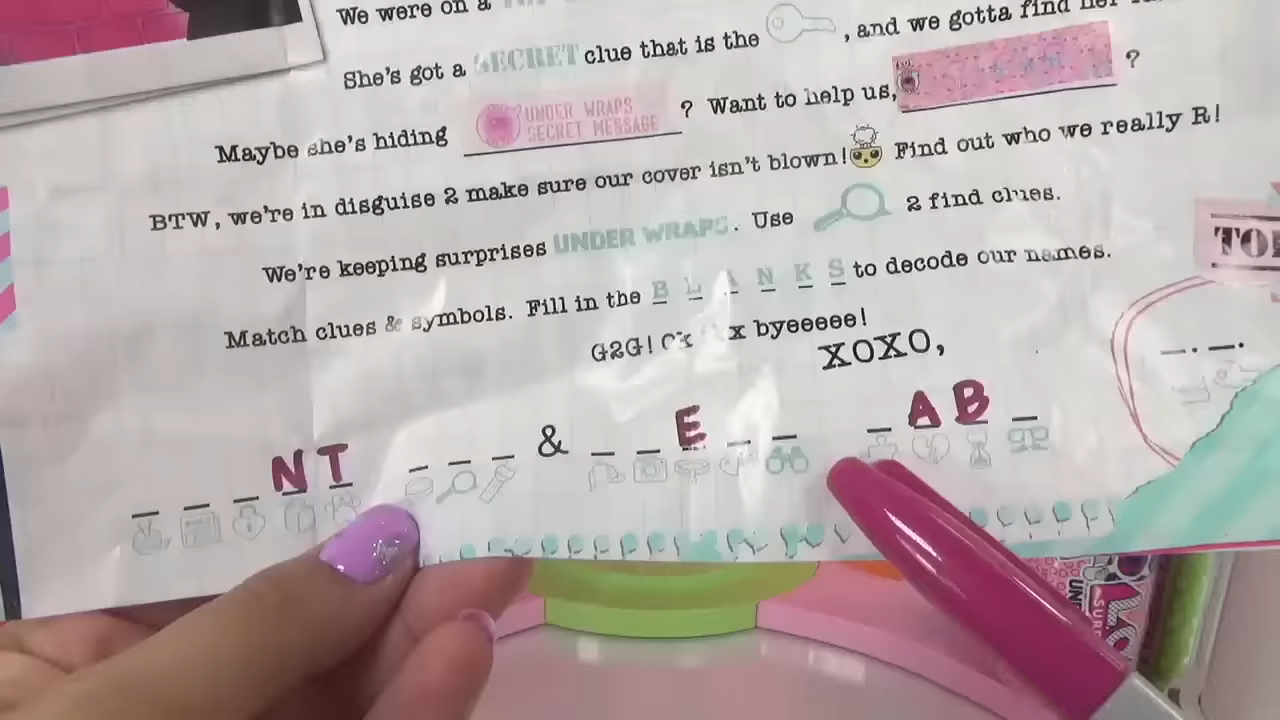 We were on a
She's got a SECRET clue that is the , and we gotta find her
Maybe she's hiding UNDER WRAPS SECRET MESSAGE ? Want to help us, ?
BTW, we're in disguise 2 make sure our cover isn't blown! Find out who we really R!
We're keeping surprises UNDER WRAPS. Use 2 find clues.
Match clues & symbols. Fill in the B L A N K S to decode our names.
G2G! x byeeeee!
XOXO,
_ _ _ N T _ _ _ & _ _ E _ _ _ A B _